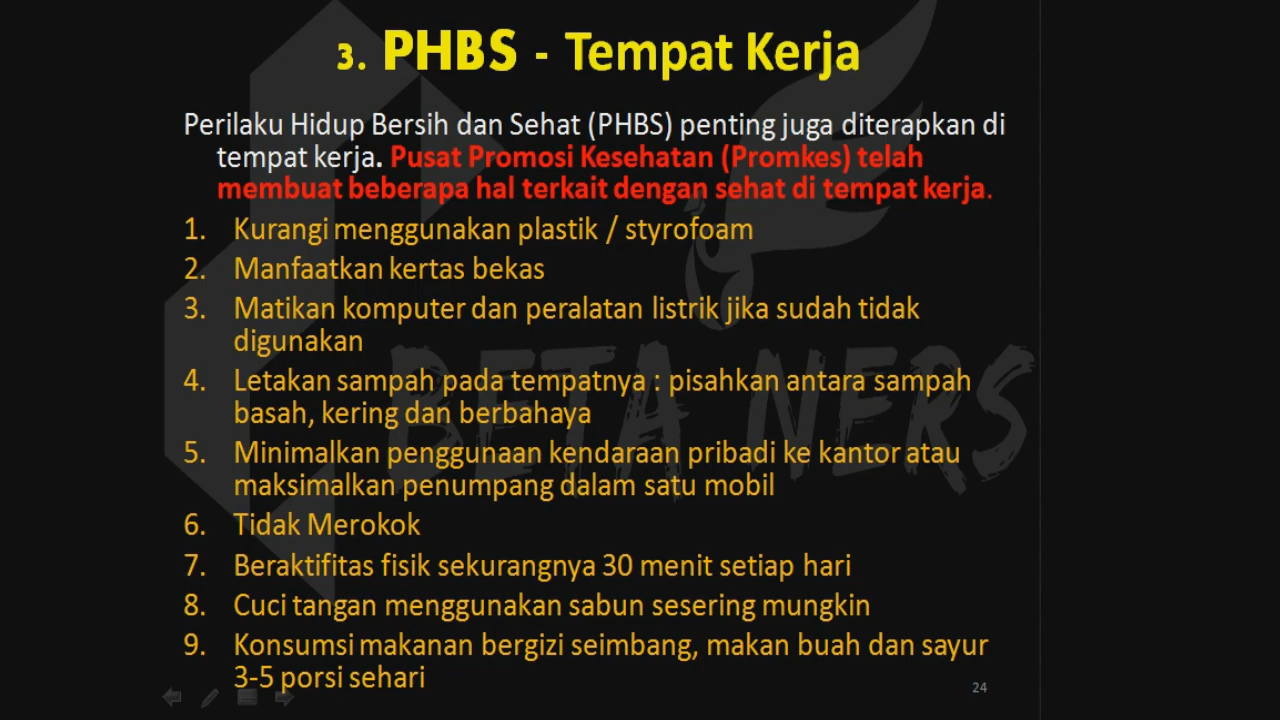 3. PHBS - Tempat Kerja
Perilaku Hidup Bersih dan Sehat (PHBS) penting juga diterapkan di
tempat kerja. Pusat Promosi Kesehatan (Promkes) telah
membuat beberapa hal terkait dengan sehat di tempat kerja.
1. Kurangi menggunakan plastik / styrofoam
2. Manfaatkan kertas bekas
3. Matikan komputer dan peralatan listrik jika sudah tidak
digunakan
4. Letakan sampah pada tempatnya : pisahkan antara sampah
basah, kering dan berbahaya
5. Minimalkan penggunaan kendaraan pribadi ke kantor atau
maksimalkan penumpang dalam satu mobil
6. Tidak Merokok
7. Beraktifitas fisik sekurangnya 30 menit setiap hari
8. Cuci tangan menggunakan sabun sesering mungkin
9. Konsumsi makanan bergizi seimbang, makan buah dan sayur
3-5 porsi sehari
BETA NERS
24